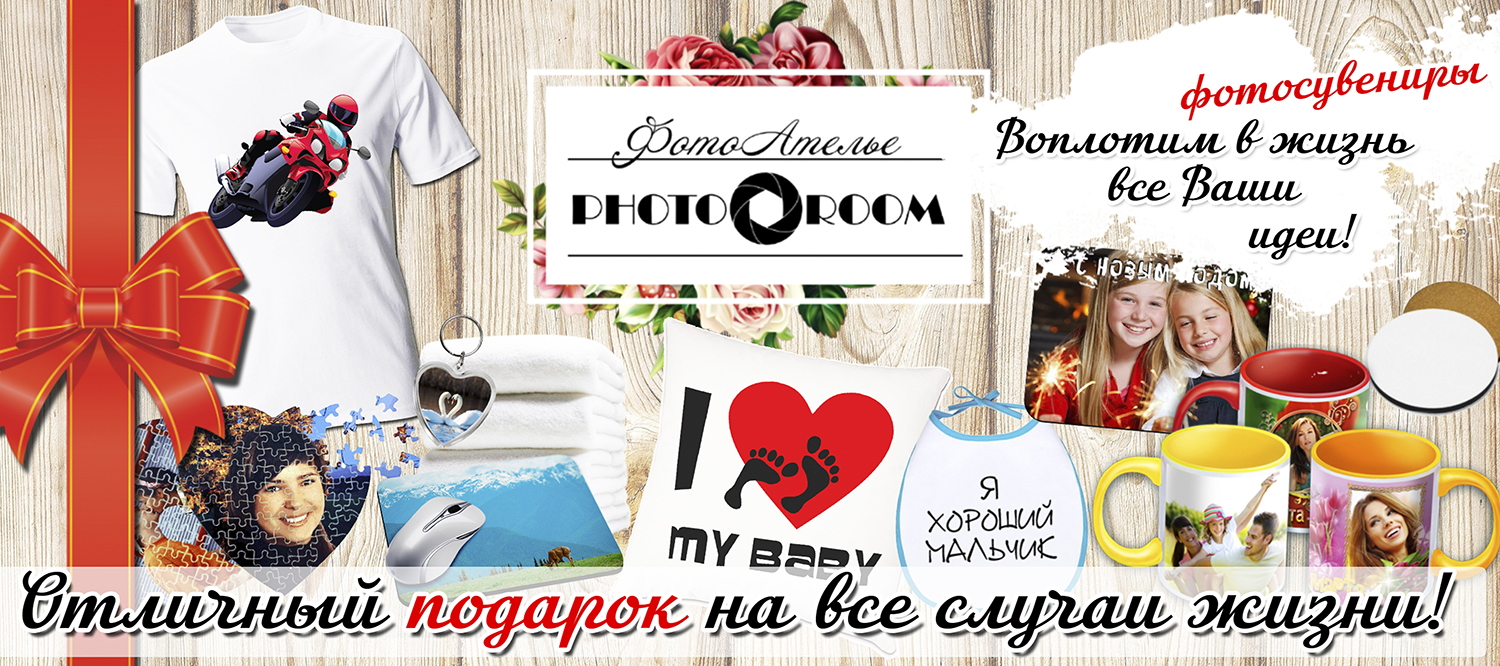 фотосувениры
Воплотим в жизнь
все Ваши
идеи!
ФотоАтелье
PHOTO ROOM
С НОВЫМ ГОДОМ
I
MY BABY
Я
ХОРОШИЙ
МАЛЬЧИК
Отличный подарок на все случаи жизни!